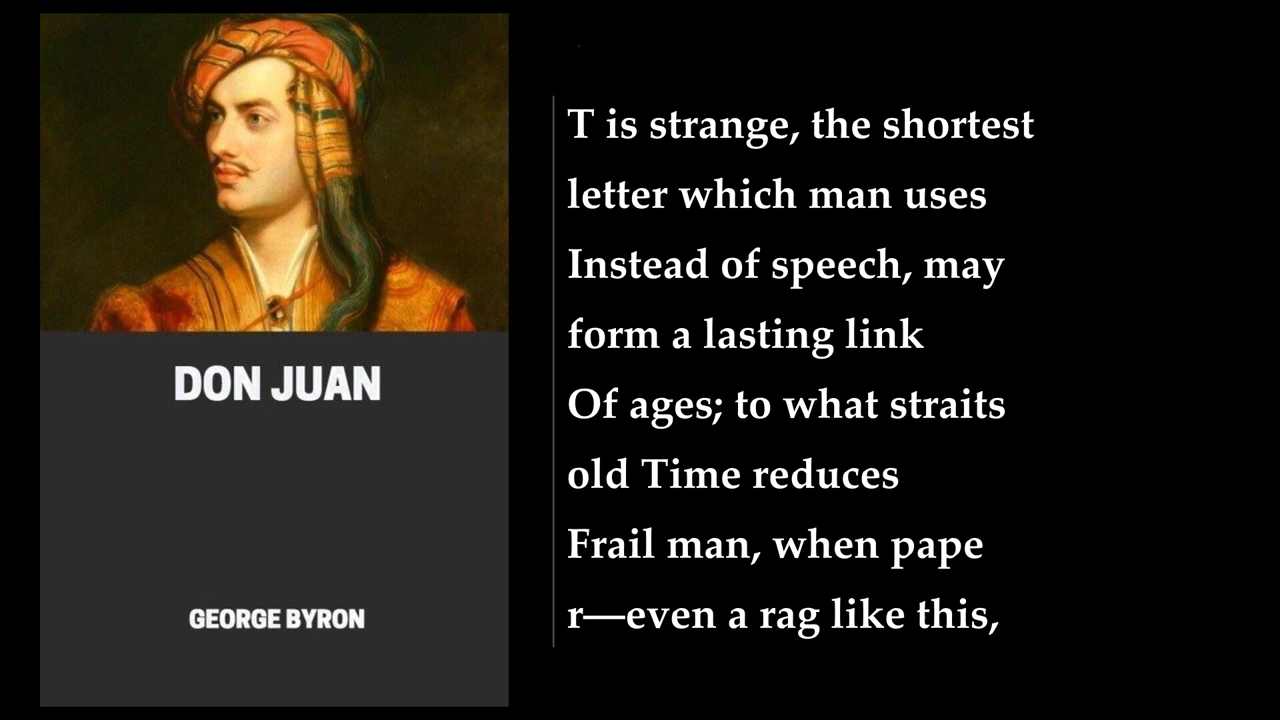 DON JUAN
GEORGE BYRON
T is strange, the shortest
letter which man uses
Instead of speech, may
form a lasting link
Of ages; to what straits
old Time reduces
Frail man, when pape
r—even a rag like this,